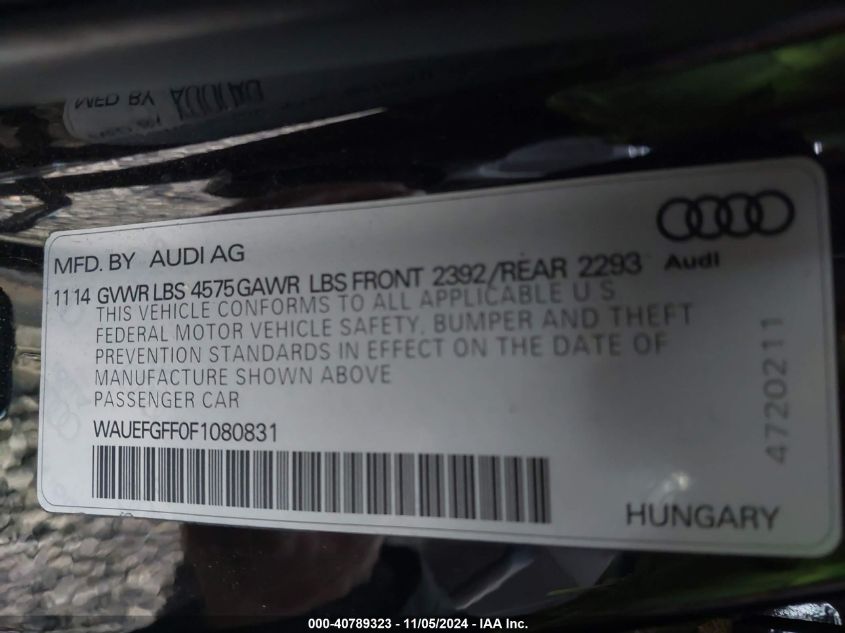 MFD. BY AUDI AG
11 14 GVWR LBS 4575 GAWR LBS FRONT 2392/REAR 2293
THIS VEHICLE CONFORMS TO ALL APPLICABLE U S
FEDERAL MOTOR VEHICLE SAFETY, BUMPER AND THEFT
PREVENTION STANDARDS IN EFFECT ON THE DATE OF
MANUFACTURE SHOWN ABOVE
PASSENGER CAR
WAUEFGFF0F1080831
Audi
4720211
HUNGARY
000-40789323 - 11/05/2024 - IAA Inc.